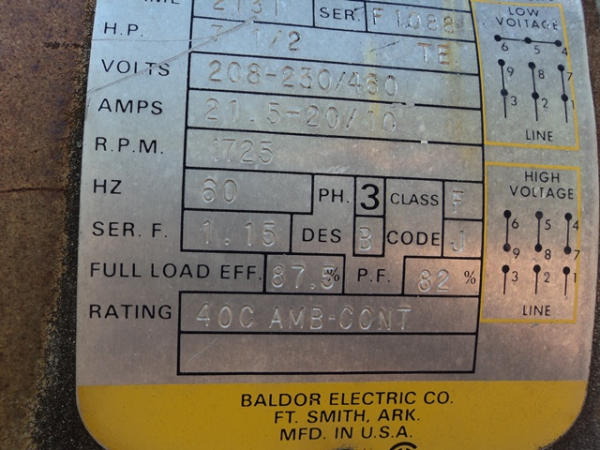 213T SER. F1088
H.P. 7 1/2 TE
VOLTS 208-230/460
AMPS 21.5-20/10
R.P.M. 1725
HZ 60 PH. 3 CLASS F
SER. F. 1.15 DES B CODE J
FULL LOAD EFF. 87.5% P.F. 82 %
RATING 40C AMB-CONT
LOW
VOLTAGE
6 5 4
9 8 7
3 2 1
LINE
HIGH
VOLTAGE
6 5 4
9 8 7
3 2 1
LINE
BALDOR ELECTRIC CO.
FT. SMITH, ARK.
MFD. IN U.S.A.